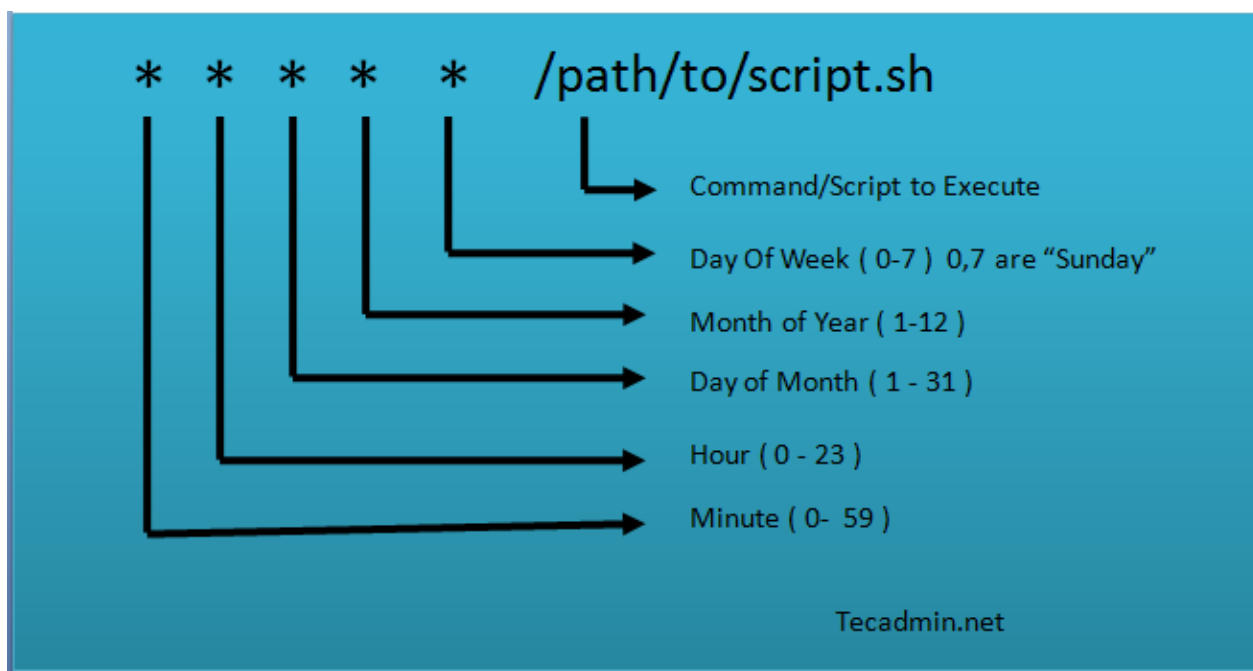 * * * * * /path/to/script.sh
Command/Script to Execute
Day Of Week ( 0-7 ) 0,7 are “Sunday”
Month of Year ( 1-12 )
Day of Month ( 1 - 31 )
Hour ( 0 - 23 )
Minute ( 0- 59 )
Tecadmin.net